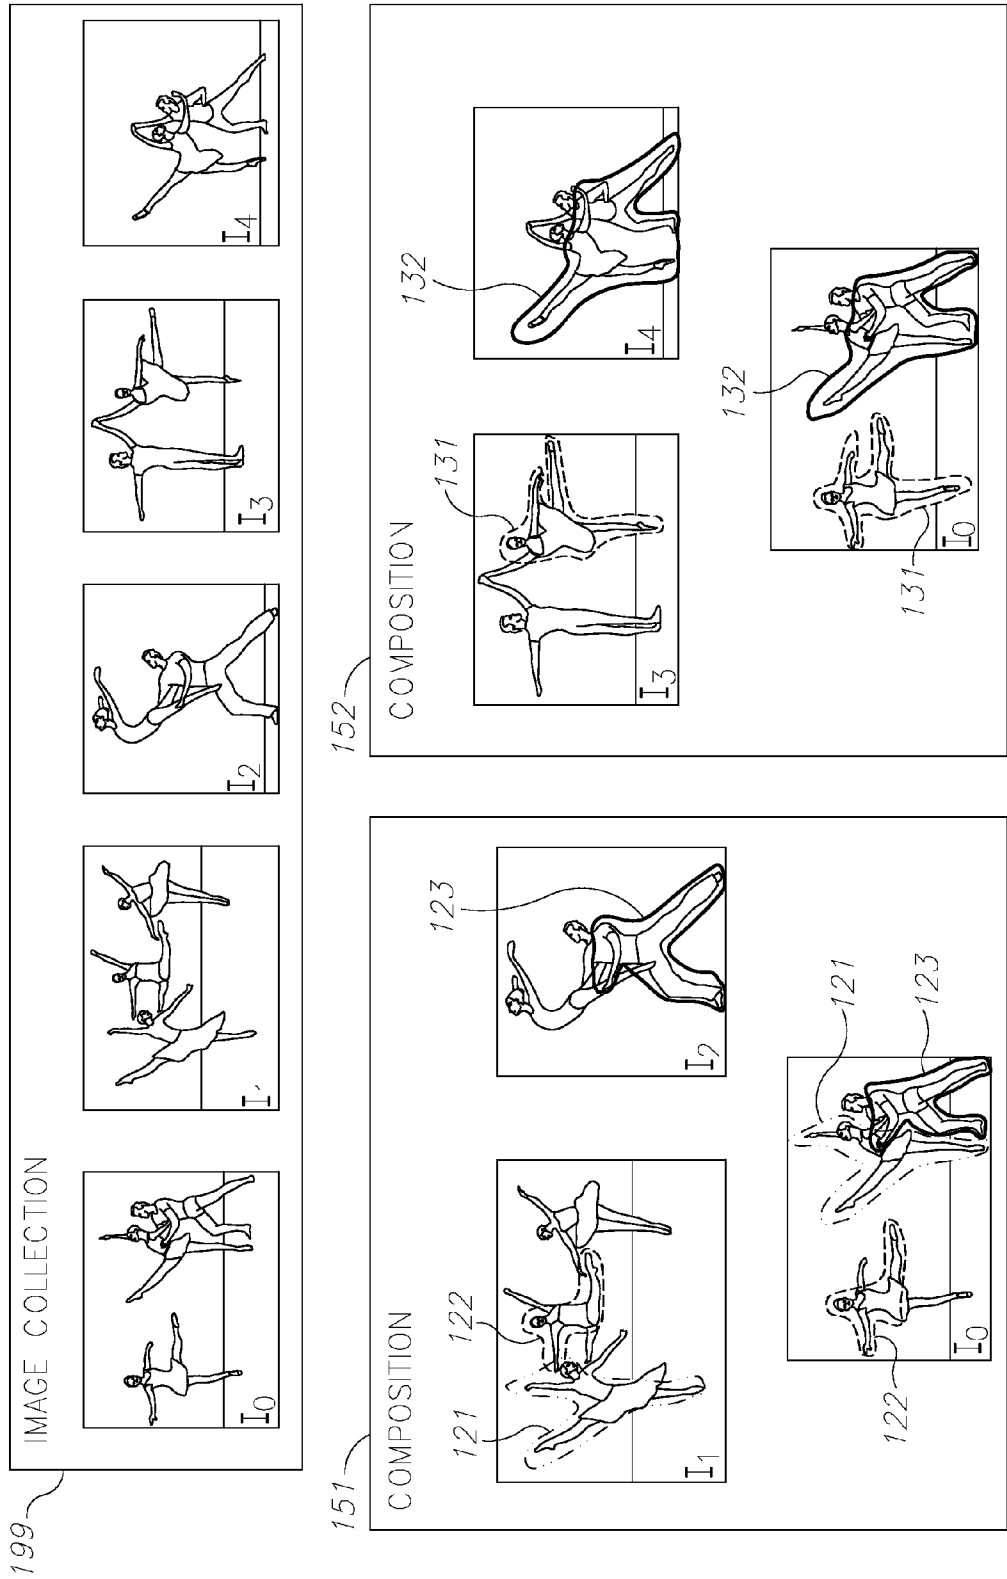 199
IMAGE COLLECTION
I0
I1
I2
I3
I4
151
COMPOSITION
121
122
I1
123
I2
122
I0
121
123
152
COMPOSITION
131
I3
132
I4
131
I0
132